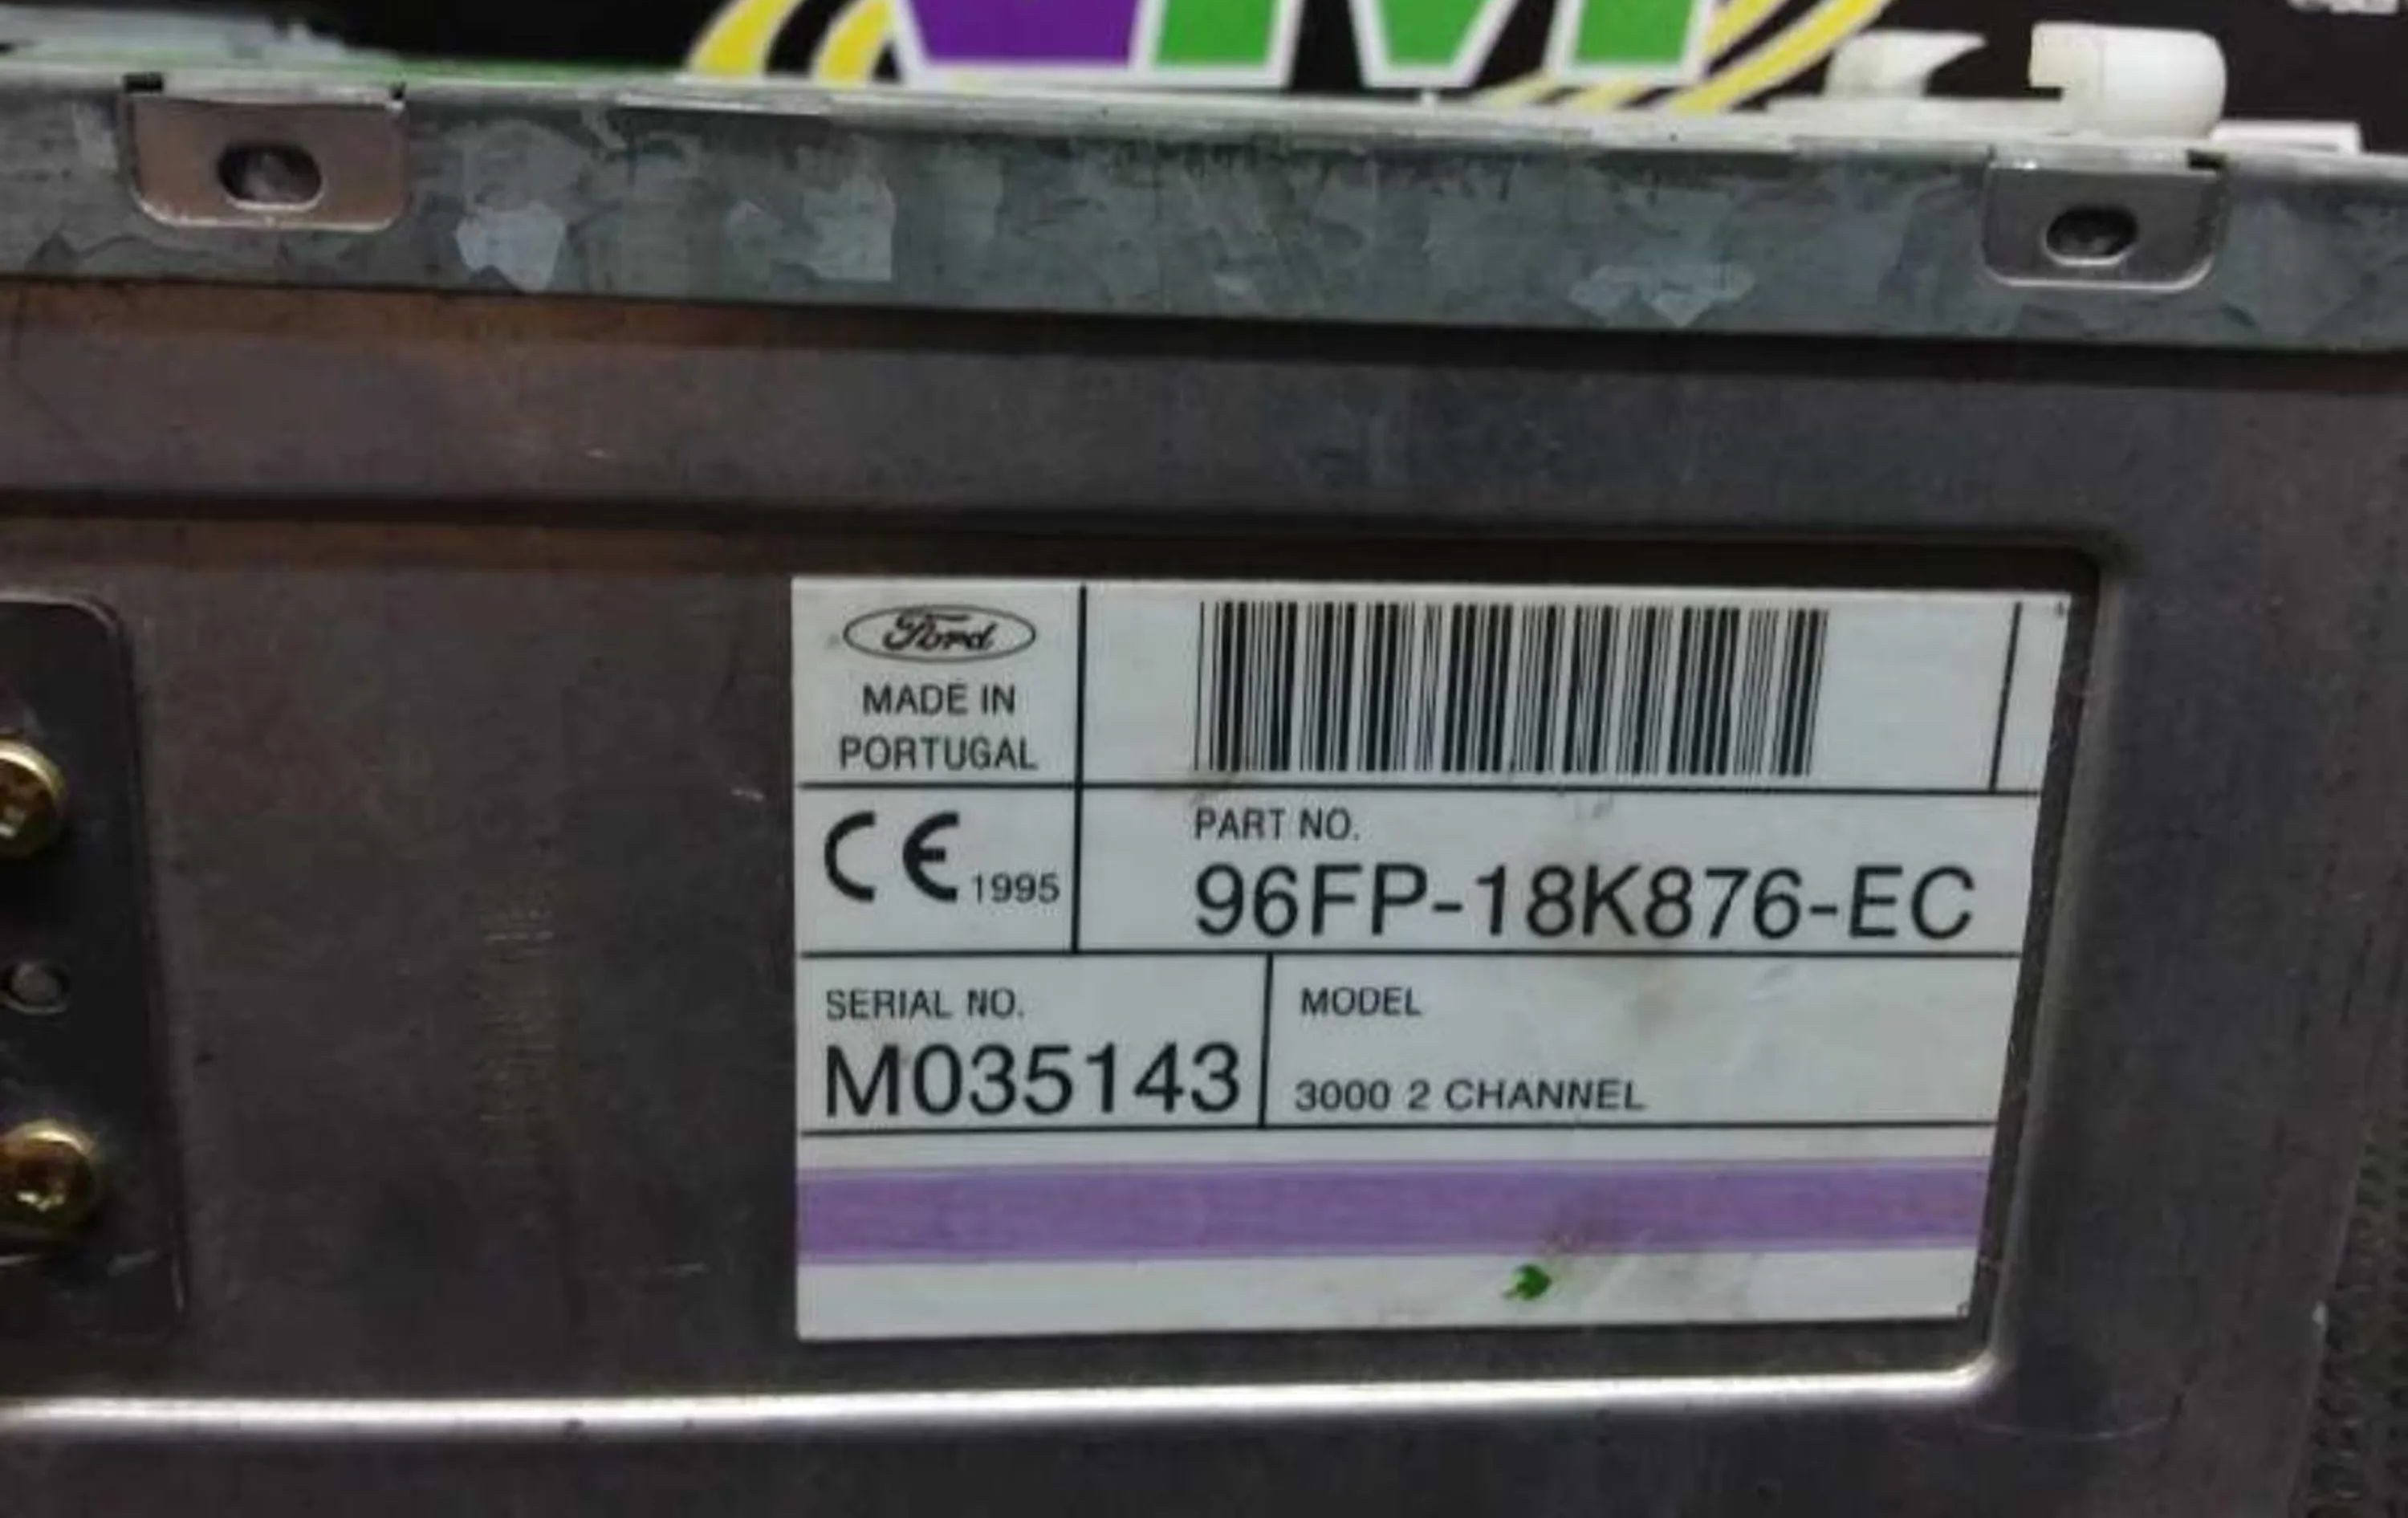 Ford
MADE IN
PORTUGAL
CE 1995
PART NO.
96FP-18K876-EC
SERIAL NO.
M035143
MODEL
3000 2 CHANNEL